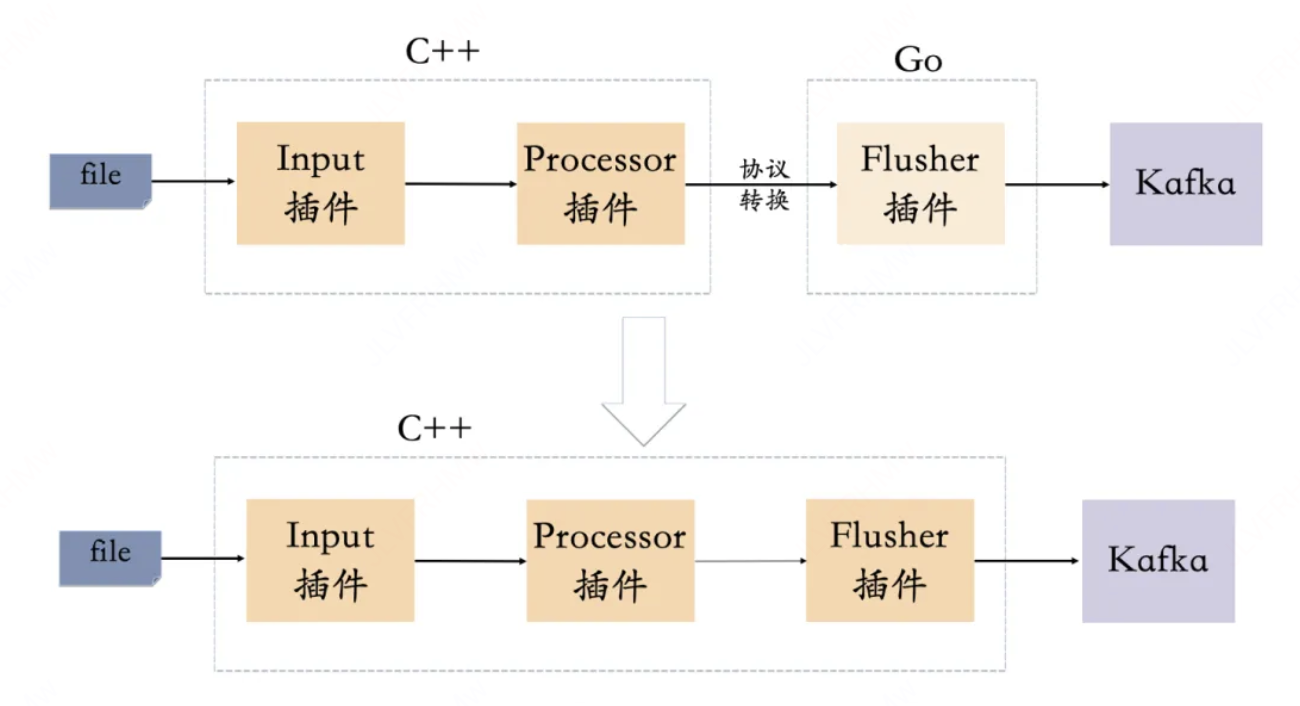 C++
Go
file
Input
插件
Processor
插件
协议
转换
Flusher
插件
Kafka
C++
file
Input
插件
Processor
插件
Flusher
插件
Kafka